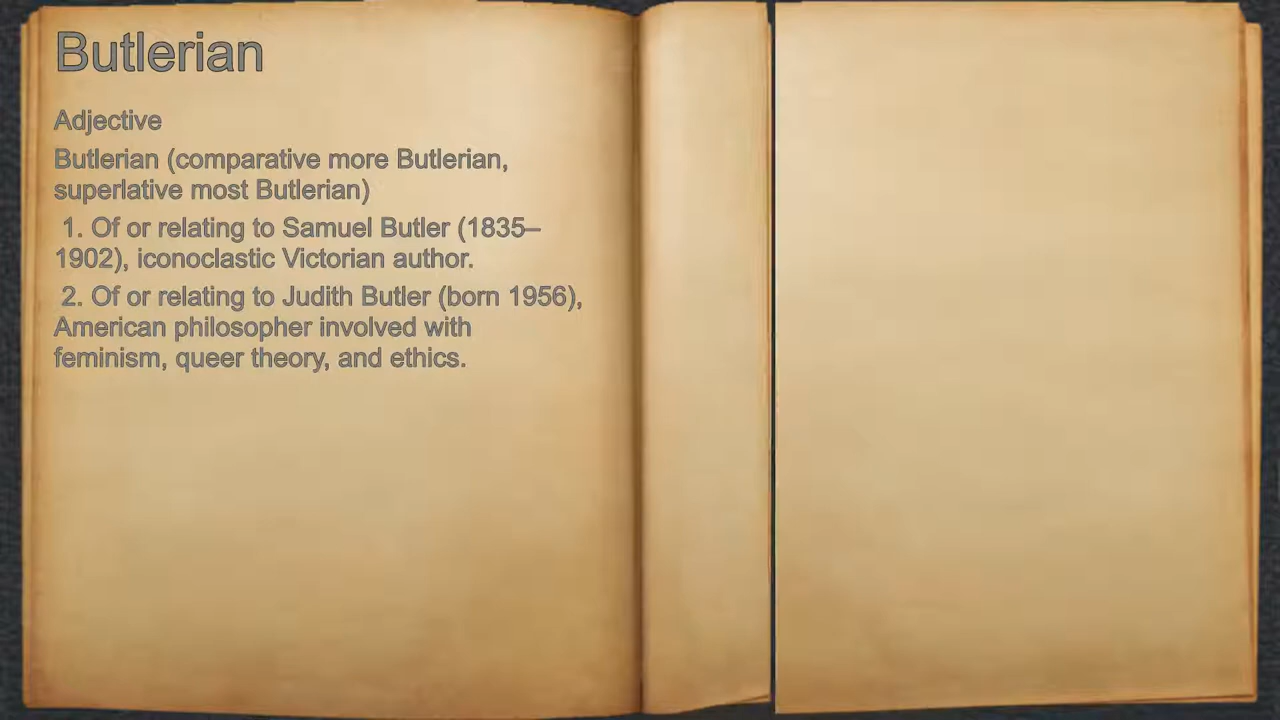 Butlerian
Adjective
Butlerian (comparative more Butlerian,
superlative most Butlerian)
1. Of or relating to Samuel Butler (1835–
1902), iconoclastic Victorian author.
2. Of or relating to Judith Butler (born 1956),
American philosopher involved with
feminism, queer theory, and ethics.